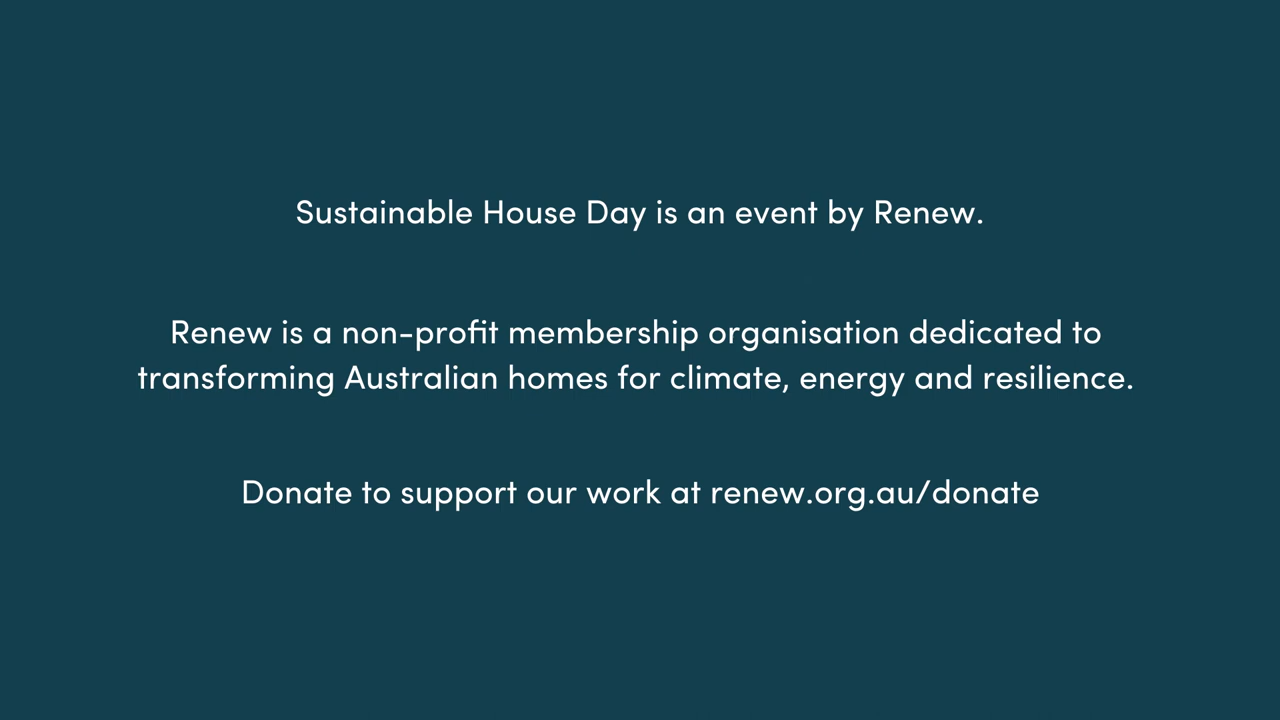 Sustainable House Day is an event by Renew.
Renew is a non-profit membership organisation dedicated to
transforming Australian homes for climate, energy and resilience.
Donate to support our work at renew.org.au/donate